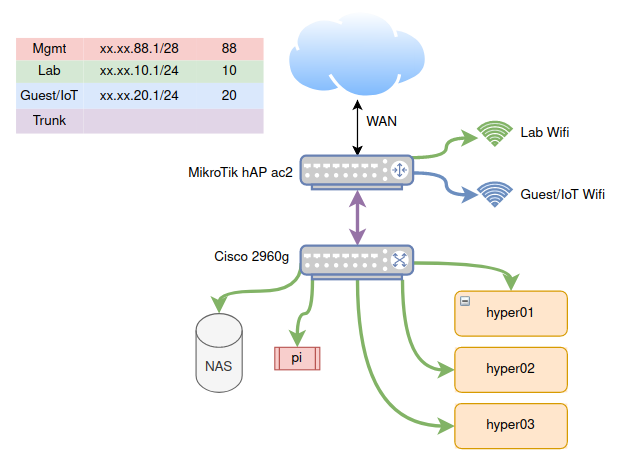 Mgmt xx.xx.88.1/28 88
Lab xx.xx.10.1/24 10
Guest/IoT xx.xx.20.1/24 20
Trunk
WAN
Lab Wifi
MikroTik hAP ac2
Guest/IoT Wifi
Cisco 2960g
hyper01
NAS
pi
hyper02
hyper03